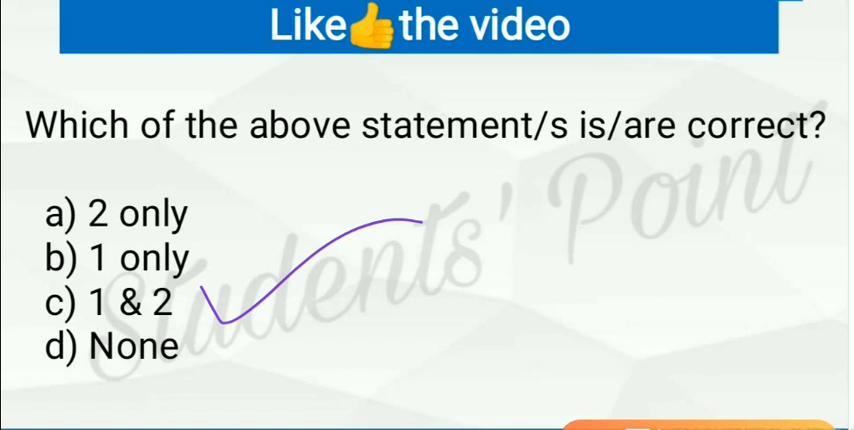 Like👍the video
Which of the above statement/s is/are correct?
a) 2 only
b) 1 only
c) 1 & 2
d) None
Students' Point